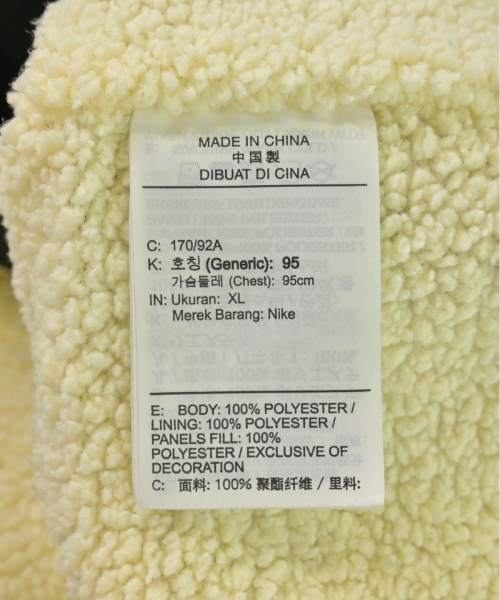 MADE IN CHINA
中国製
DIBUAT DI CINA
C: 170/92A
K: 호칭 (Generic): 95
가슴둘레 (Chest): 95cm
IN: Ukuran: XL
Merek Barang: Nike
E: BODY: 100% POLYESTER /
LINING: 100% POLYESTER /
PANELS FILL: 100%
POLYESTER / EXCLUSIVE OF
DECORATION
C: 面料: 100% 聚酯纤维 / 里料: